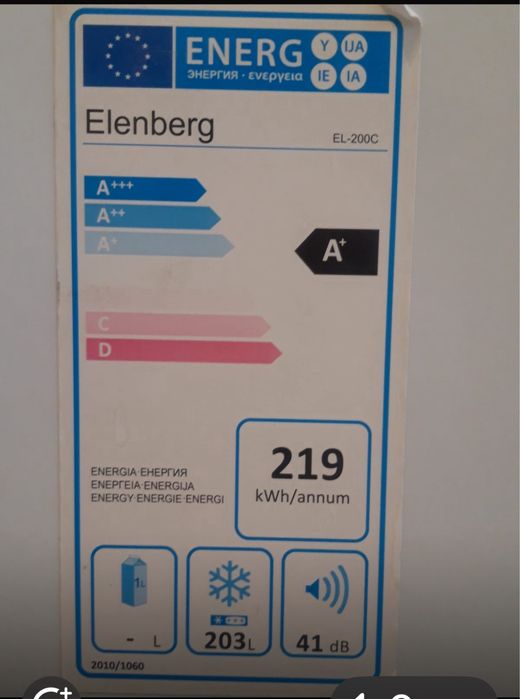 ENERG Y IJA
ЭНЕРГИЯ · ενεργεια IE IA
Elenberg
EL-200C
A+++
A++
A+
A+
C
D
ENERGIA·ЕНЕРГИЯ
ΕΝΕΡΓΕΙΑ·ENERGIJA
ENERGY·ENERGIE·ENERGI
219
kWh/annum
1L
- L
203L
41 dB
2010/1060